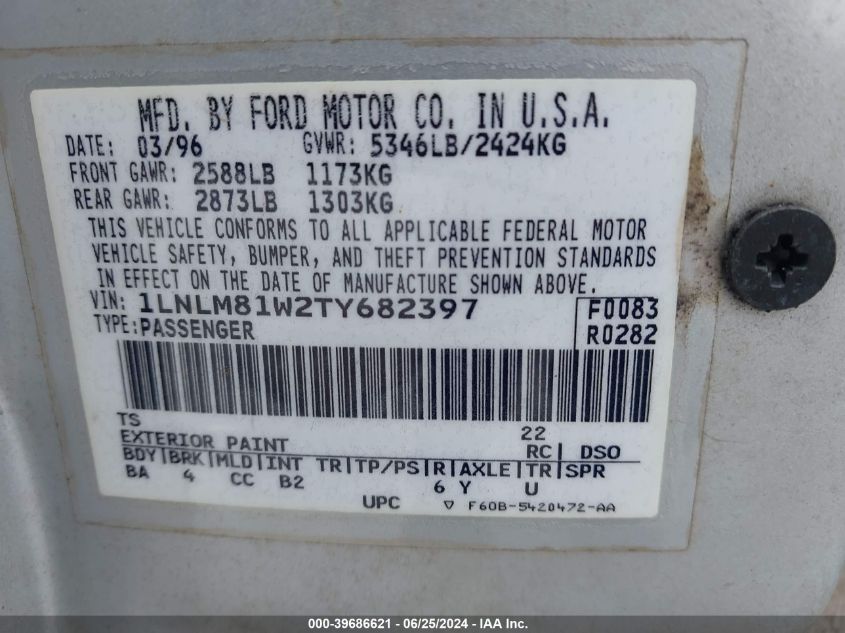 MFD. BY FORD MOTOR CO. IN U.S.A.
DATE: 03/96 GVWR: 5346LB/2424KG
FRONT GAWR: 2588LB 1173KG
REAR GAWR: 2873LB 1303KG
THIS VEHICLE CONFORMS TO ALL APPLICABLE FEDERAL MOTOR
VEHICLE SAFETY, BUMPER, AND THEFT PREVENTION STANDARDS
IN EFFECT ON THE DATE OF MANUFACTURE SHOWN ABOVE.
VIN: 1LNLM81W2TY682397 F0083
TYPE: PASSENGER R0282
TS 22
EXTERIOR PAINT RC DSO
BDY BRK MLD INT TR TP/PS R AXLE TR SPR
BA 4 CC B2 6 Y U
UPC ▽ F60B-5420472-AA
000-39686621 / 06/25/2024 / IAA Inc.